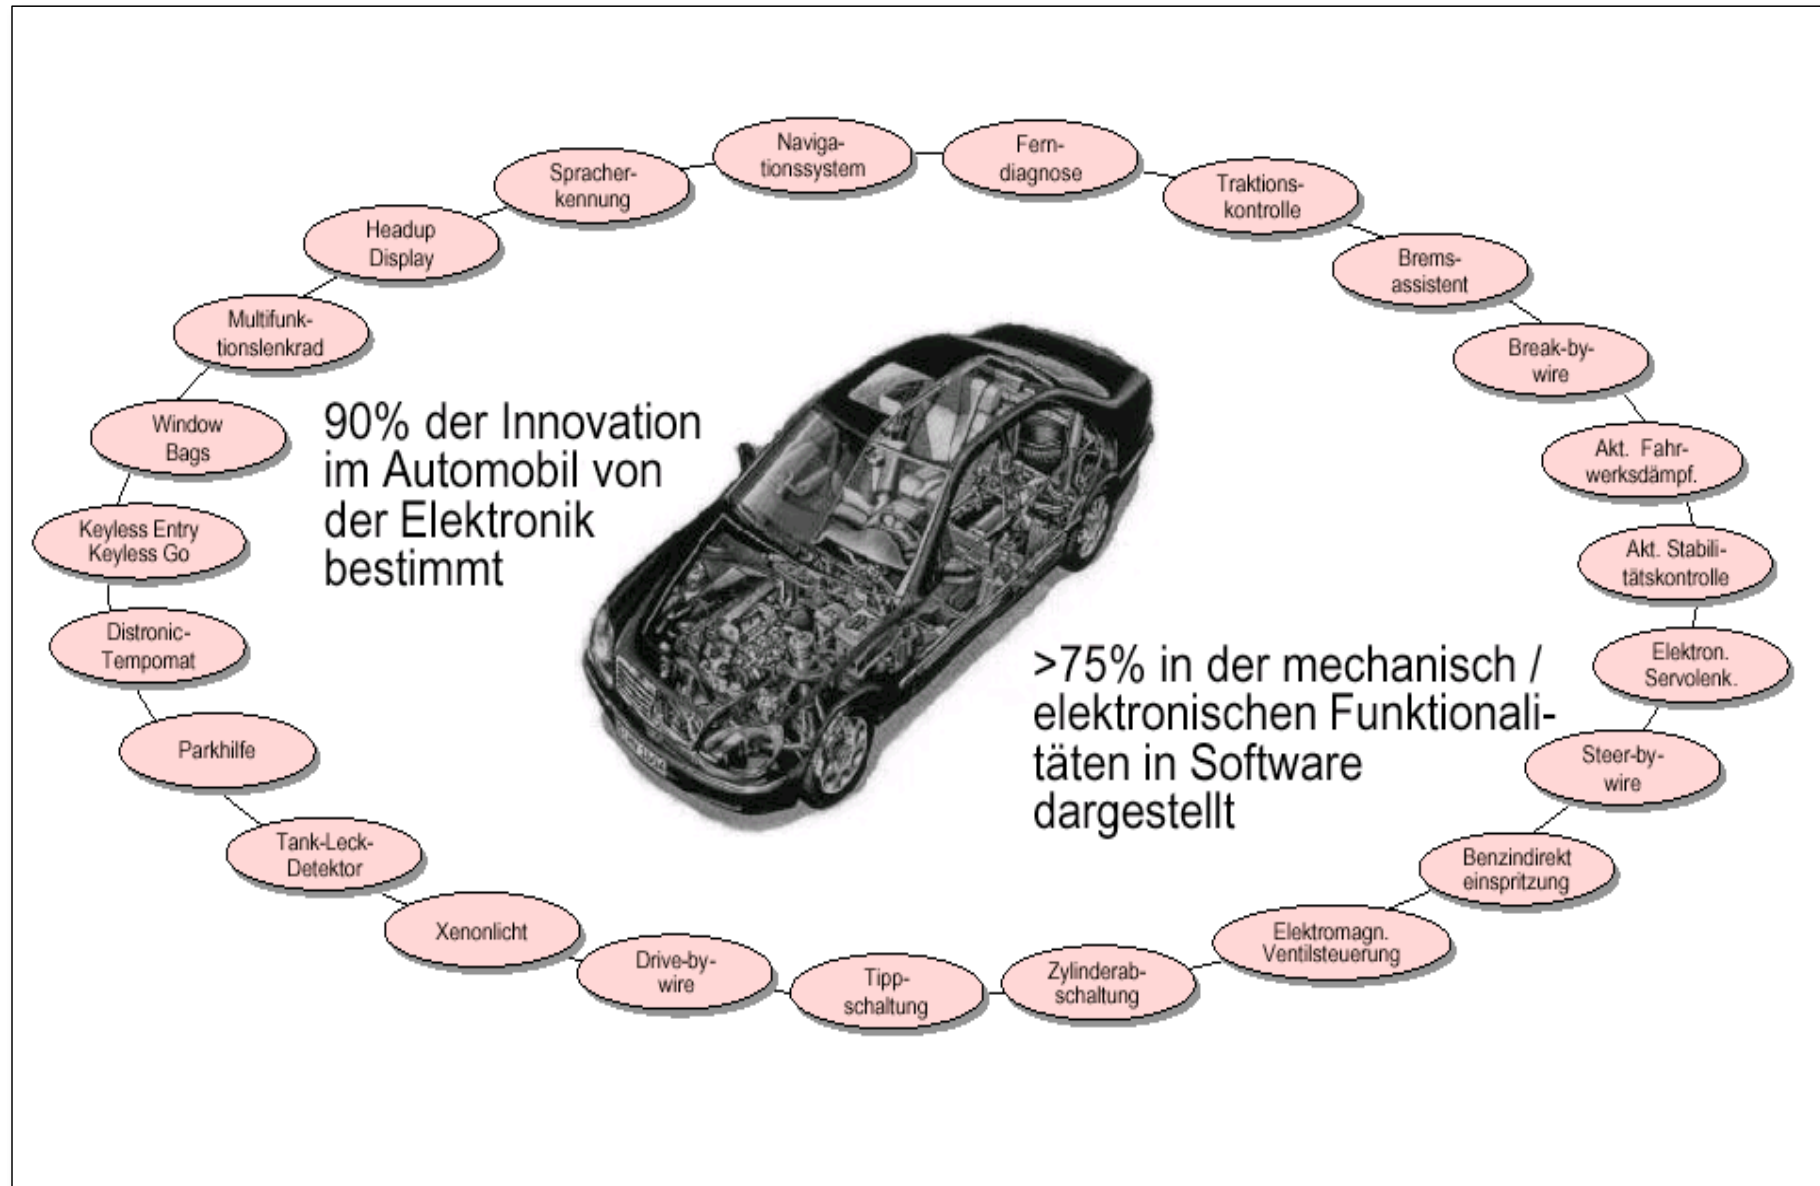 Naviga-
tionssystem
Fern-
diagnose
Traktions-
kontrolle
Brems-
assistent
Break-by-
wire
Akt. Fahr-
werksdämpf.
Akt. Stabili-
tätskontrolle
Elektron.
Servolenk.
Steer-by-
wire
Benzindirekt
einspritzung
Elektromagn.
Ventilsteuerung
Zylinderab-
schaltung
Tipp-
schaltung
Drive-by-
wire
Xenonlicht
Tank-Leck-
Detektor
Parkhilfe
Distronic-
Tempomat
Keyless Entry
Keyless Go
Window
Bags
Multifunk-
tionslenkrad
Headup
Display
Spracher-
kennung
90% der Innovation
im Automobil von
der Elektronik
bestimmt
>75% in der mechanisch /
elektronischen Funktionali-
täten in Software
dargestellt